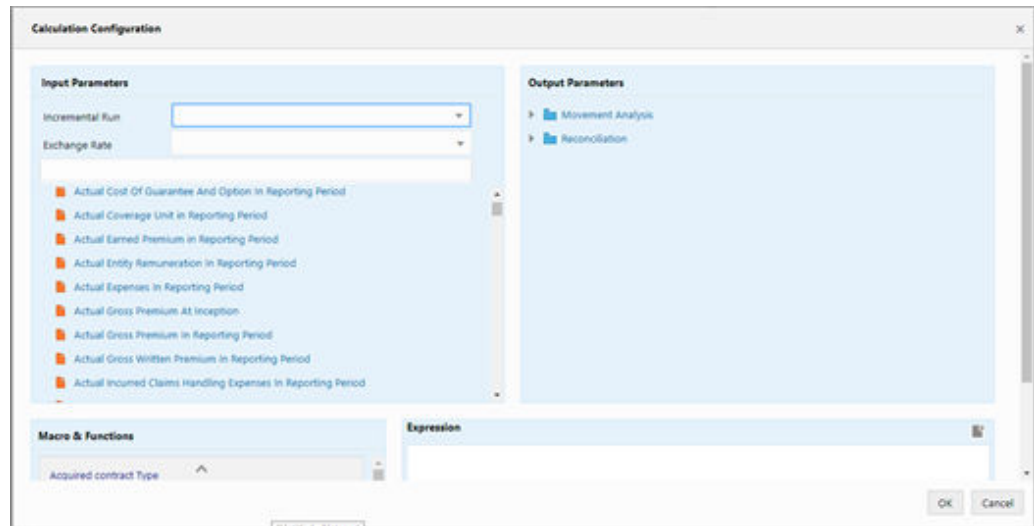 Calculation Configuration
Input Parameters
Incremental Run
Exchange Rate
Actual Cost Of Guarantee And Option In Reporting Period
Actual Coverage Unit in Reporting Period
Actual Earned Premium in Reporting Period
Actual Entity Remuneration In Reporting Period
Actual Expenses In Reporting Period
Actual Gross Premium At Inception
Actual Gross Premium In Reporting Period
Actual Gross Written Premium In Reporting Period
Actual Incurred Claims Handling Expenses In Reporting Period
Output Parameters
Movement Analysis
Reconciliation
Macro & Functions
Acquired contract Type
Expression
OK Cancel